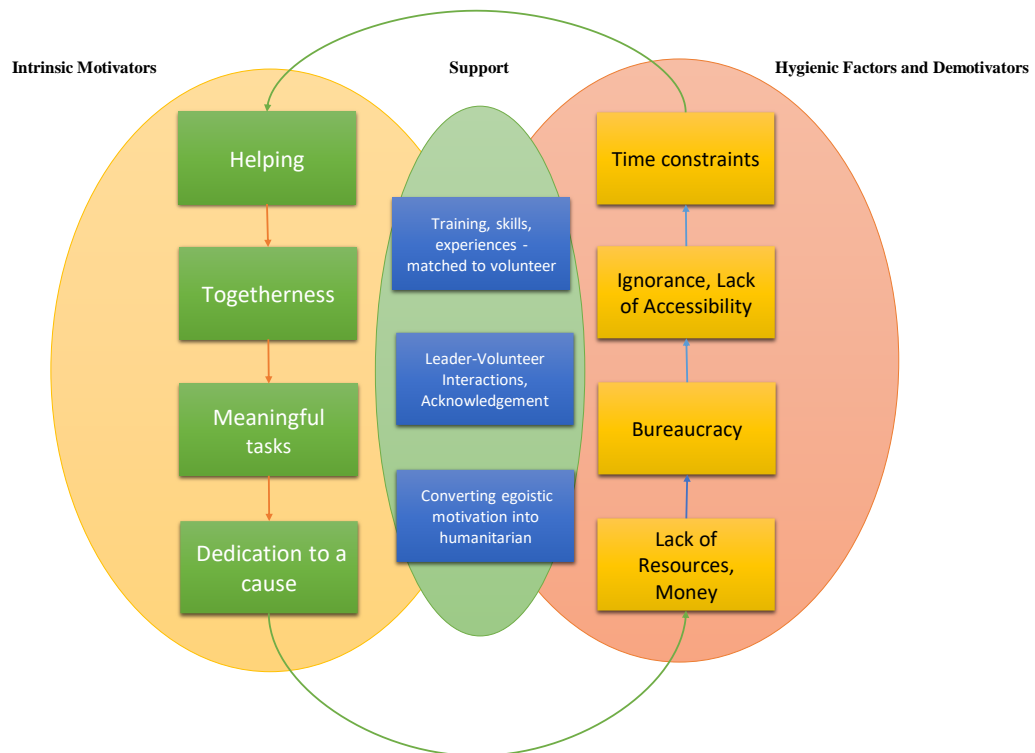 Intrinsic Motivators
Support
Hygienic Factors and Demotivators
Helping
Togetherness
Meaningful
tasks
Dedication to a
cause
Training, skills,
experiences -
matched to volunteer
Leader-Volunteer
Interactions,
Acknowledgement
Converting egoistic
motivation into
humanitarian
Time constraints
Ignorance, Lack
of Accessibility
Bureaucracy
Lack of
Resources,
Money